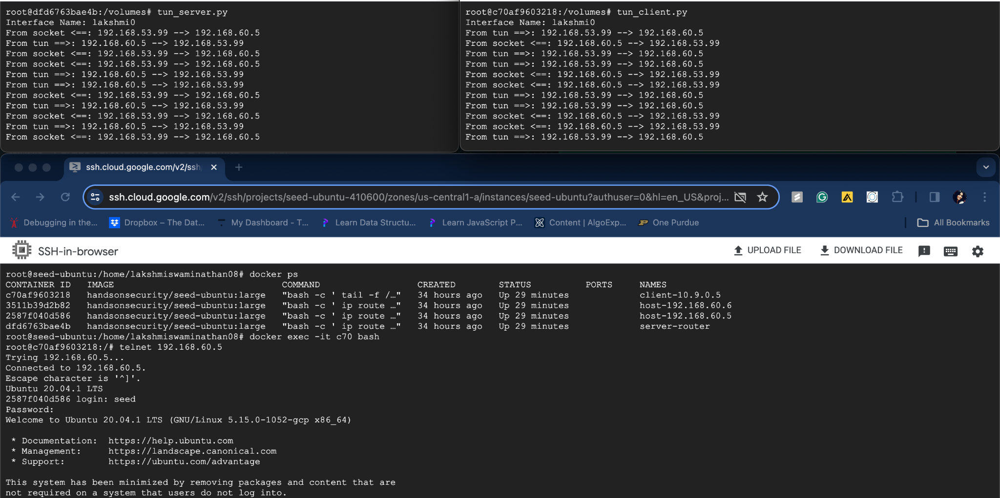 root@dfd6763bae4b:/volumes# tun_server.py
Interface Name: lakshmi0
From socket <==: 192.168.53.99 --> 192.168.60.5
From tun ==>: 192.168.60.5 --> 192.168.53.99
From socket <==: 192.168.53.99 --> 192.168.60.5
From socket <==: 192.168.53.99 --> 192.168.60.5
From tun ==>: 192.168.60.5 --> 192.168.53.99
From tun ==>: 192.168.60.5 --> 192.168.53.99
From socket <==: 192.168.53.99 --> 192.168.60.5
From tun ==>: 192.168.60.5 --> 192.168.53.99
From socket <==: 192.168.53.99 --> 192.168.60.5
From tun ==>: 192.168.60.5 --> 192.168.53.99
From socket <==: 192.168.53.99 --> 192.168.60.5
root@c70af9603218:/volumes# tun_client.py
Interface Name: lakshmi0
From tun ==>: 192.168.53.99 --> 192.168.60.5
From socket <==: 192.168.60.5 --> 192.168.53.99
From tun ==>: 192.168.53.99 --> 192.168.60.5
From tun ==>: 192.168.53.99 --> 192.168.60.5
From socket <==: 192.168.60.5 --> 192.168.53.99
From socket <==: 192.168.60.5 --> 192.168.53.99
From tun ==>: 192.168.53.99 --> 192.168.60.5
From tun ==>: 192.168.53.99 --> 192.168.60.5
From socket <==: 192.168.60.5 --> 192.168.53.99
From socket <==: 192.168.60.5 --> 192.168.53.99
From tun ==>: 192.168.53.99 --> 192.168.60.5
ssh.cloud.google.com/v2/ssh
ssh.cloud.google.com/v2/ssh/projects/seed-ubuntu-410600/zones/us-central1-a/instances/seed-ubuntu?authuser=0&hl=en_US&proj...
Debugging in the... Dropbox – The Dat... My Dashboard - T... Learn Data Structu... Learn JavaScript P... Content | AlgoExp... One Purdue All Bookmarks
SSH-in-browser UPLOAD FILE DOWNLOAD FILE
root@seed-ubuntu:/home/lakshmiswaminathan08# docker ps
CONTAINER ID IMAGE COMMAND CREATED STATUS PORTS NAMES
c70af9603218 handsonsecurity/seed-ubuntu:large "bash -c ' tail -f /…" 34 hours ago Up 29 minutes client-10.9.0.5
3511b39d2b82 handsonsecurity/seed-ubuntu:large "bash -c ' ip route …" 34 hours ago Up 29 minutes host-192.168.60.6
2587f040d586 handsonsecurity/seed-ubuntu:large "bash -c ' ip route …" 34 hours ago Up 29 minutes host-192.168.60.5
dfd6763bae4b handsonsecurity/seed-ubuntu:large "bash -c ' ip route …" 34 hours ago Up 29 minutes server-router
root@seed-ubuntu:/home/lakshmiswaminathan08# docker exec -it c70 bash
root@c70af9603218:/# telnet 192.168.60.5
Trying 192.168.60.5...
Connected to 192.168.60.5.
Escape character is '^]'.
Ubuntu 20.04.1 LTS
2587f040d586 login: seed
Password:
Welcome to Ubuntu 20.04.1 LTS (GNU/Linux 5.15.0-1052-gcp x86_64)
* Documentation: https://help.ubuntu.com
* Management: https://landscape.canonical.com
* Support: https://ubuntu.com/advantage
This system has been minimized by removing packages and content that are
not required on a system that users do not log into.